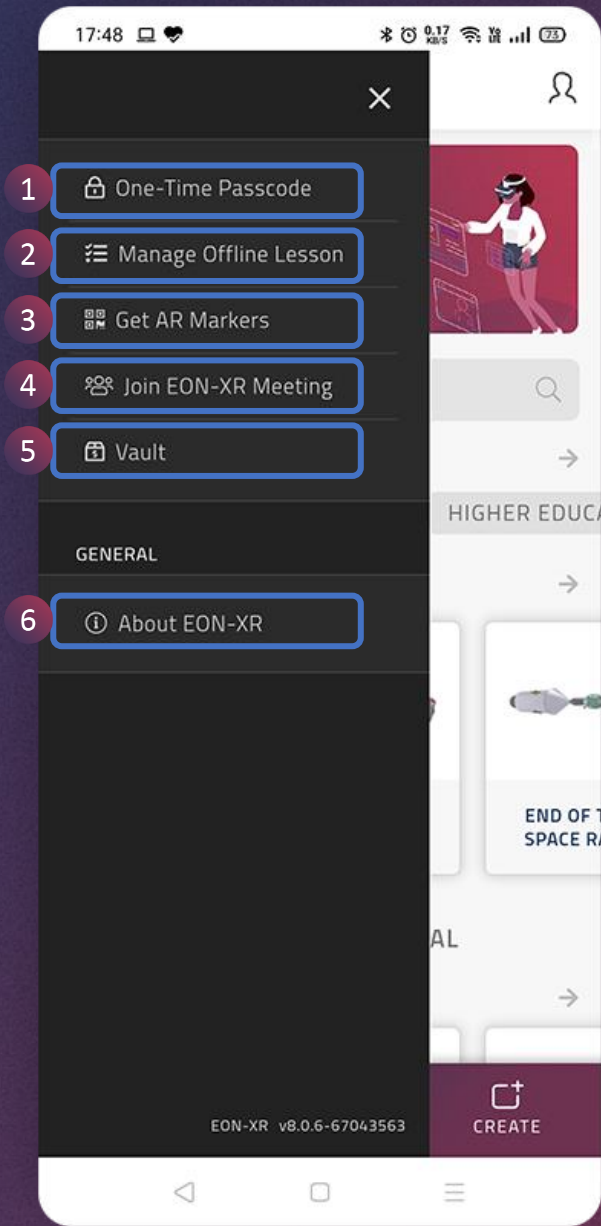 17:48
0.17
KB/S
Vo
LTE
73
1 One-Time Passcode
2 Manage Offline Lesson
3 Get AR Markers
4 Join EON-XR Meeting
5 Vault
HIGHER EDUCA
GENERAL
6 About EON-XR
END OF T
SPACE RA
AL
EON-XR v8.0.6-67043563
CREATE